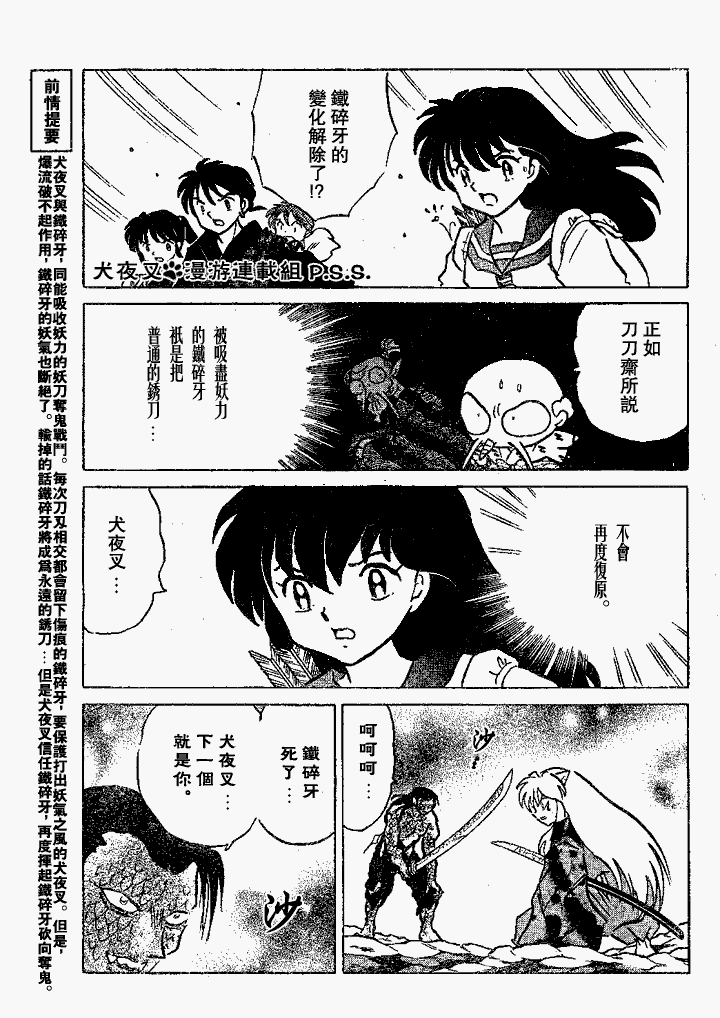 前情提要
犬夜叉與鐵碎牙，同能吸收妖力的妖刀奪鬼戰鬥。每次刀刃相交都會留下傷痕的鐵碎牙，要保護打出妖氣之風的犬夜叉。但是，
爆流破不起作用，鐵碎牙的妖氣也斷絕了。輸掉的話鐵碎牙將成為永遠的銹刀…但是犬夜叉信任鐵碎牙，再度揮起鐵碎牙砍向奪鬼。
鐵碎牙的
變化解除了!?
犬夜叉 漫游連載組 P.s.s.
正如
刀刀齋所説
被吸盡妖力
的鐵碎牙
衹是把
普通的銹刀…
不會
再度復原。
犬夜叉…
呵呵呵…
沙
鐵碎牙
死了…
犬夜叉…
下一個
就是你。
沙